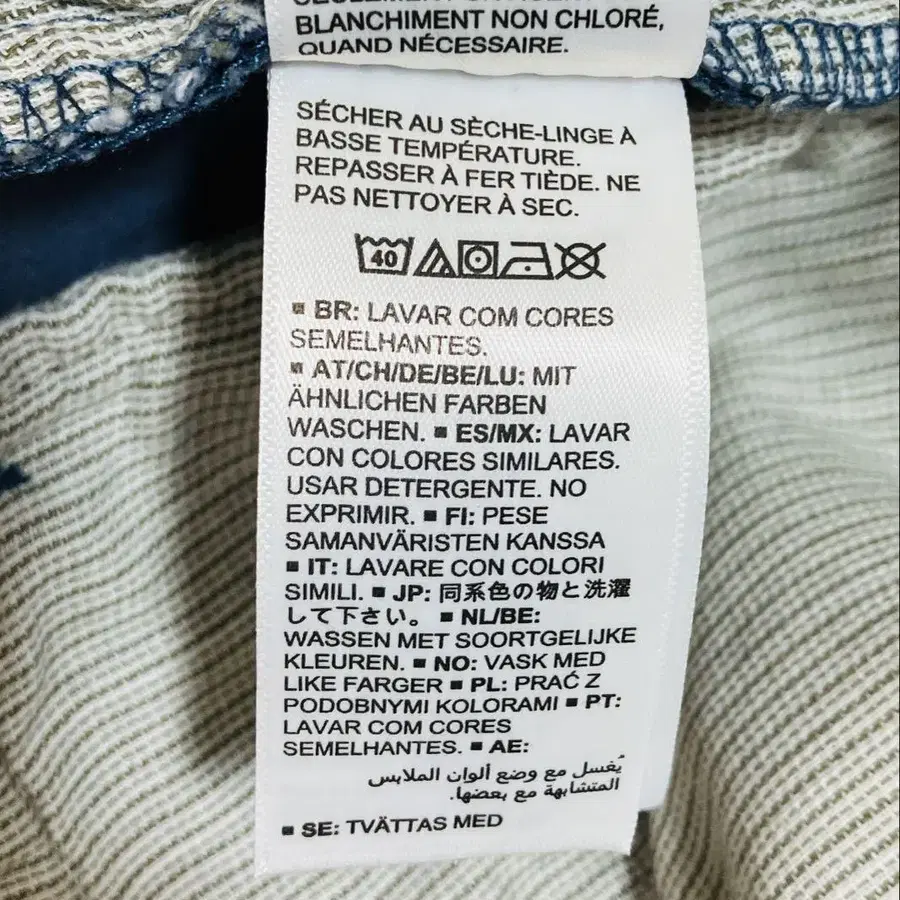 BLANCHIMENT NON CHLORÉ,
QUAND NÉCESSAIRE.
SÉCHER AU SÈCHE-LINGE À
BASSE TEMPÉRATURE.
REPASSER À FER TIÈDE. NE
PAS NETTOYER À SEC.
40
▪ BR: LAVAR COM CORES
SEMELHANTES.
▪ AT/CH/DE/BE/LU: MIT
ÄHNLICHEN FARBEN
WASCHEN. ▪ ES/MX: LAVAR
CON COLORES SIMILARES.
USAR DETERGENTE. NO
EXPRIMIR. ▪ FI: PESE
SAMANVÄRISTEN KANSSA
▪ IT: LAVARE CON COLORI
SIMILI. ▪ JP: 同系色の物と洗濯
して下さい。 ▪ NL/BE:
WASSEN MET SOORTGELIJKE
KLEUREN. ▪ NO: VASK MED
LIKE FARGER ▪ PL: PRAĆ Z
PODOBNYMI KOLORAMI ▪ PT:
LAVAR COM CORES
SEMELHANTES. ▪ AE:
يُغسل مع وضع ألوان الملابس
المتشابهة مع بعضها.
▪ SE: TVÄTTAS MED